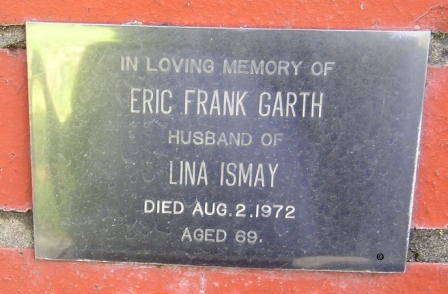 IN LOVING MEMORY OF
ERIC FRANK GARTH
HUSBAND OF
LINA ISMAY
DIED AUG. 2. 1972
AGED 69.